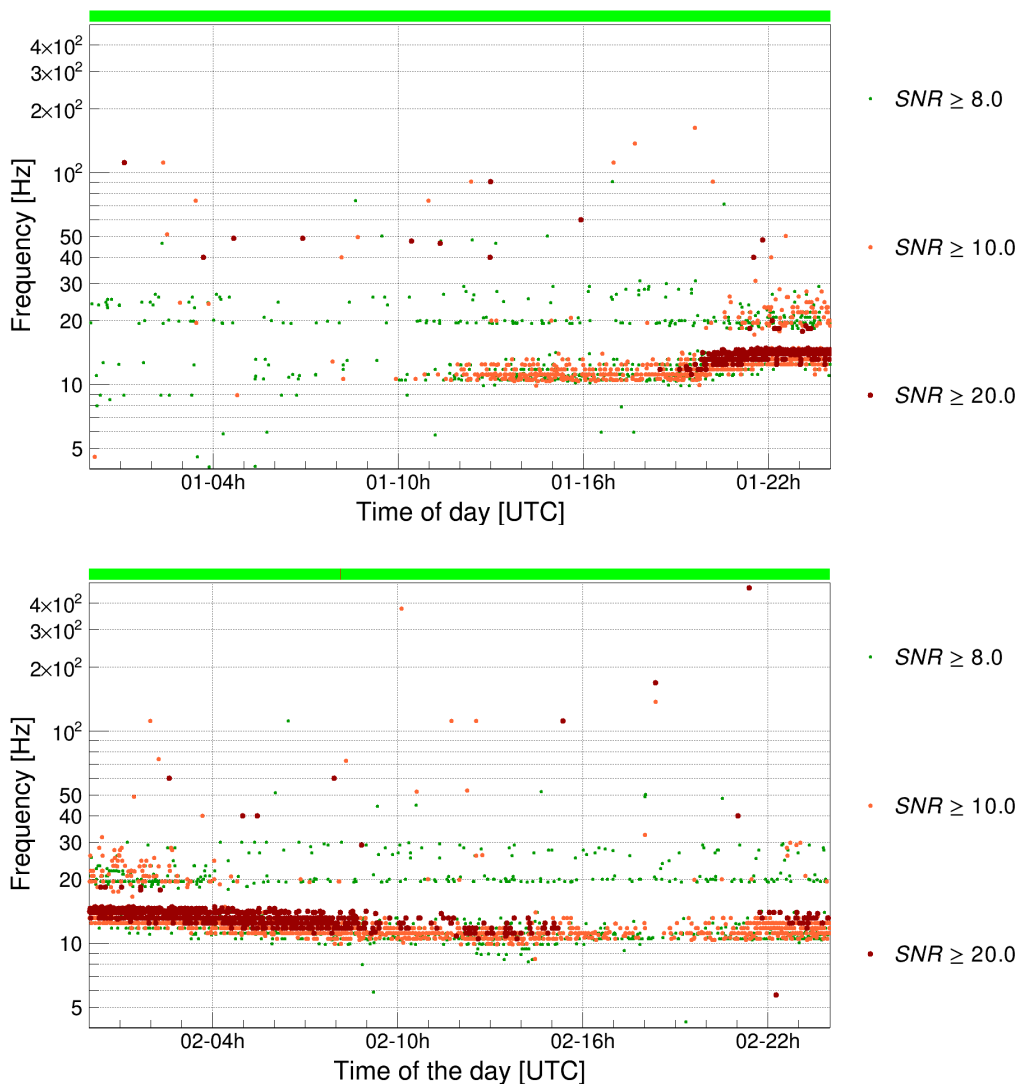 4×10²
3×10²
2×10²
10²
50
40
30
20
10
5
Frequency [Hz]
01-04h 01-10h 01-16h 01-22h
Time of day [UTC]
SNR ≥ 8.0
SNR ≥ 10.0
SNR ≥ 20.0
4×10²
3×10²
2×10²
10²
50
40
30
20
10
5
Frequency [Hz]
02-04h 02-10h 02-16h 02-22h
Time of the day [UTC]
SNR ≥ 8.0
SNR ≥ 10.0
SNR ≥ 20.0